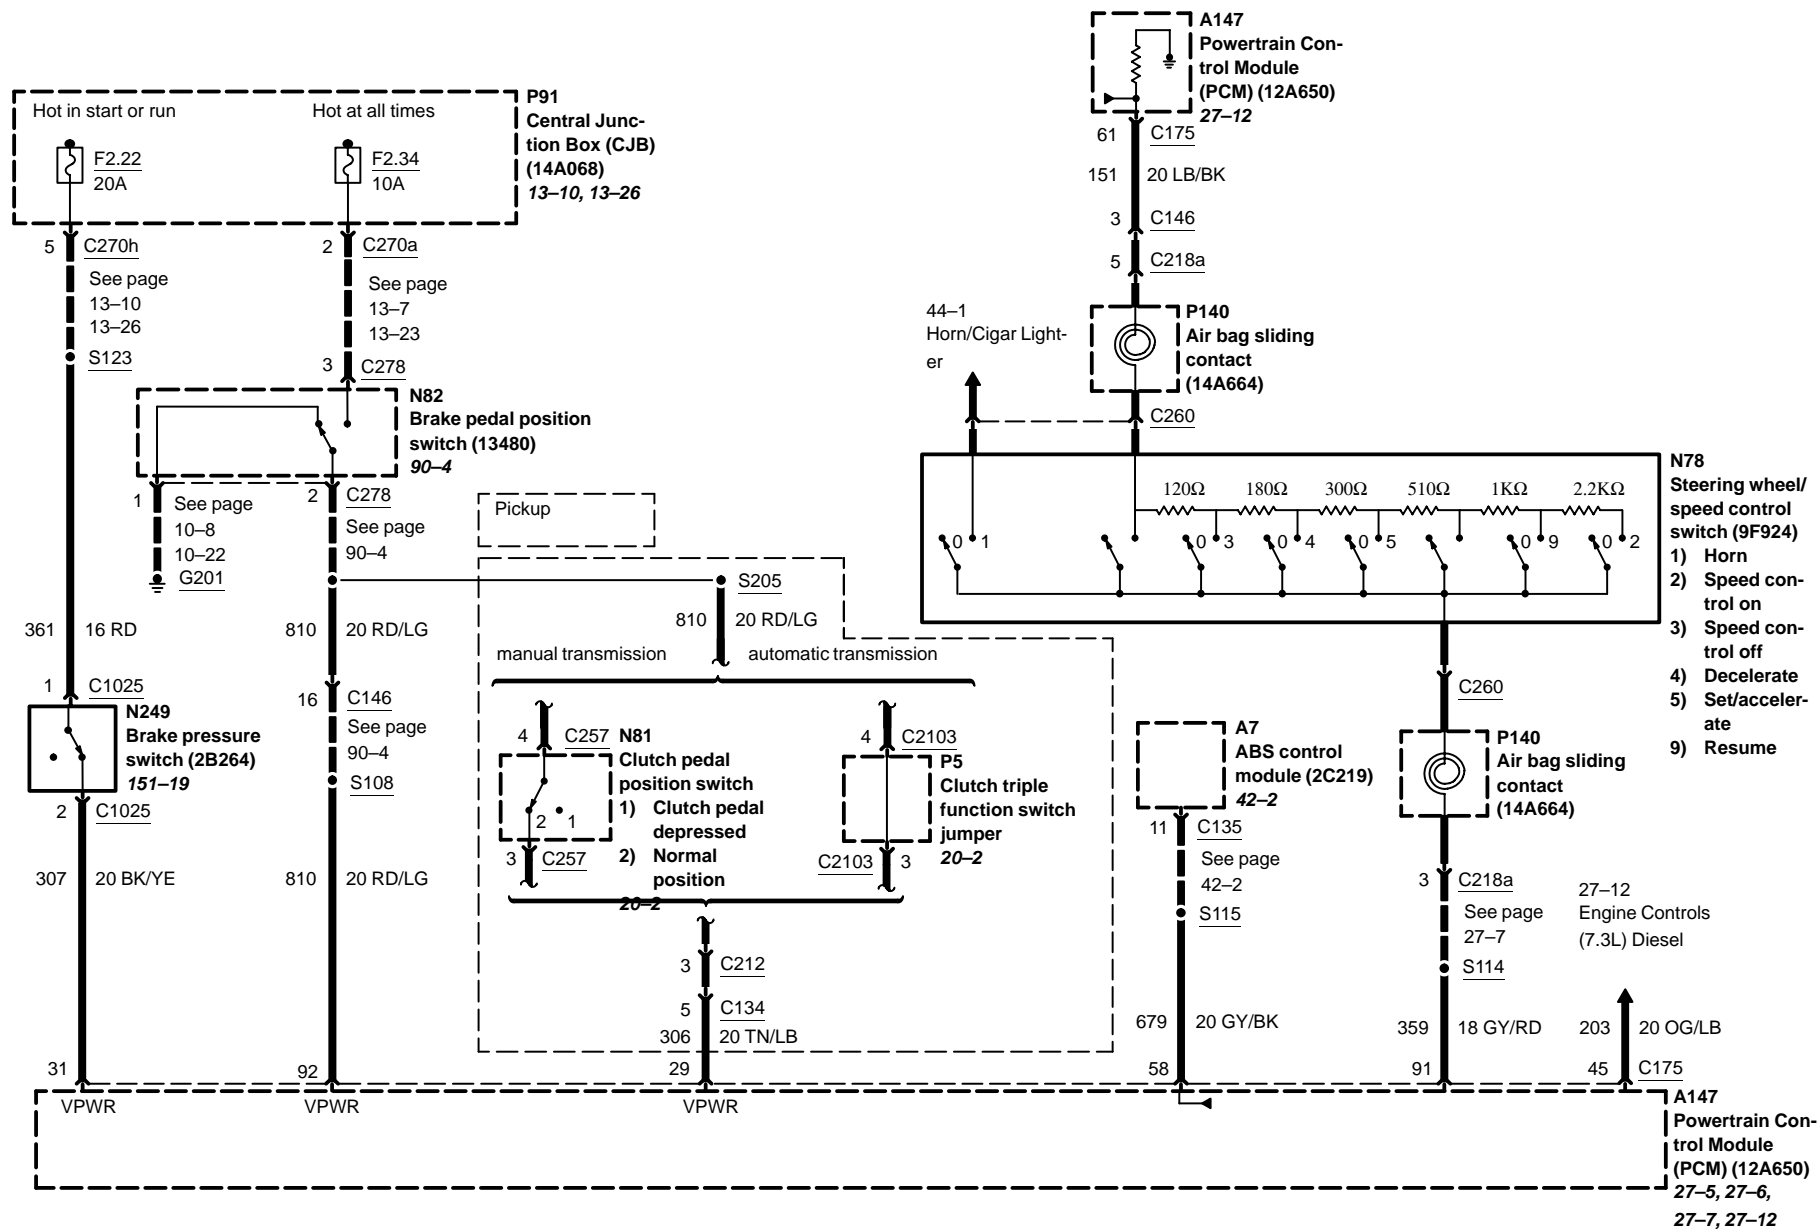 A147
Powertrain Con-
trol Module
(PCM) (12A650)
27–12
P91
Central Junc-
tion Box (CJB)
(14A068)
13–10, 13–26
Hot in start or run
Hot at all times
F2.22
20A
F2.34
10A
61 C175
151 20 LB/BK
3 C146
5 C218a
5 C270h
See page
13–10
13–26
S123
2 C270a
See page
13–7
13–23
3 C278
44–1
Horn/Cigar Light-
er
P140
Air bag sliding
contact
(14A664)
C260
N82
Brake pedal position
switch (13480)
90–4
1
See page
10–8
10–22
G201
2 C278
See page
90–4
Pickup
S205
810 20 RD/LG
manual transmission
automatic transmission
120Ω 180Ω 300Ω 510Ω 1KΩ 2.2KΩ
0 1 0 3 0 4 0 5 0 9 0 2
N78
Steering wheel/
speed control
switch (9F924)
1) Horn
2) Speed con-
trol on
3) Speed con-
trol off
4) Decelerate
5) Set/acceler-
ate
9) Resume
361 16 RD
810 20 RD/LG
1 C1025
N249
Brake pressure
switch (2B264)
151–19
2 C1025
16 C146
See page
90–4
S108
4 C257
N81
Clutch pedal
position switch
1) Clutch pedal
depressed
2) Normal
position
20–2
2 1
3 C257
4 C2103
P5
Clutch triple
function switch
jumper
20–2
C2103 3
A7
ABS control
module (2C219)
42–2
11 C135
See page
42–2
S115
C260
P140
Air bag sliding
contact
(14A664)
3 C218a
See page
27–7
S114
27–12
Engine Controls
(7.3L) Diesel
307 20 BK/YE
810 20 RD/LG
3 C212
5 C134
306 20 TN/LB
679 20 GY/BK
359 18 GY/RD
203 20 OG/LB
31 92 29 58 91 45 C175
VPWR VPWR VPWR
A147
Powertrain Con-
trol Module
(PCM) (12A650)
27–5, 27–6,
27–7, 27–12